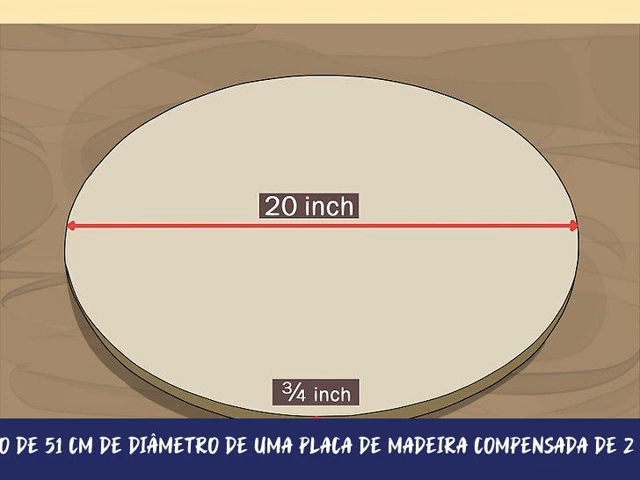 20 inch
¾ inch
O DE 51 CM DE DIÂMETRO DE UMA PLACA DE MADEIRA COMPENSADA DE 2